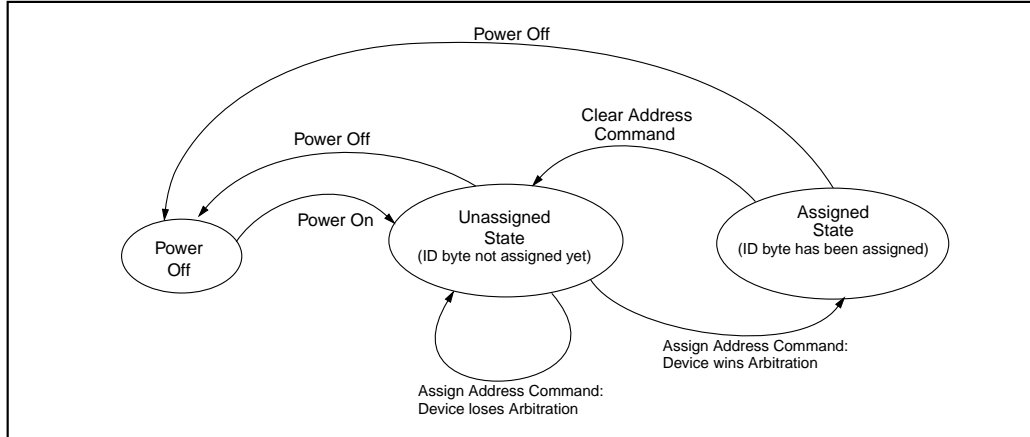 Power Off
Clear Address
Command
Power Off
Power On
Unassigned
State
(ID byte not assigned yet)
Assigned
State
(ID byte has been assigned)
Power
Off
Assign Address Command:
Device wins Arbitration
Assign Address Command:
Device loses Arbitration